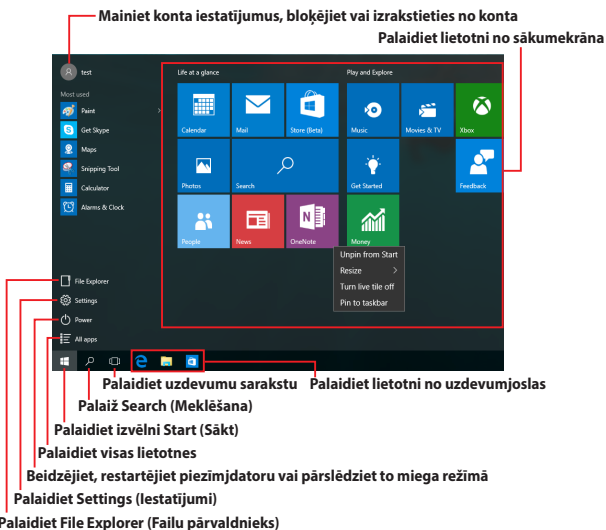 Mainiet konta iestatījumus, bloķējiet vai izrakstieties no konta
Palaidiet lietotni no sākumekrāna
test
Life at a glance
Play and Explore
Most used
Paint
Get Skype
Maps
Snipping Tool
Calculator
Alarms & Clock
Calendar
Mail
Store (Beta)
Music
Movies & TV
Xbox
Photos
Search
Get Started
Feedback
People
News
OneNote
Money
Unpin from Start
Resize
Turn live tile off
Pin to taskbar
File Explorer
Settings
Power
All apps
Palaidiet uzdevumu sarakstu
Palaidiet lietotni no uzdevumjoslas
Palaiž Search (Meklēšana)
Palaidiet izvēlni Start (Sākt)
Palaidiet visas lietotnes
Beidzējiet, restartējiet piezīmjdatoru vai pārslēdziet to miega režīmā
Palaidiet Settings (Iestatījumi)
Palaidiet File Explorer (Failu pārvaldnieks)